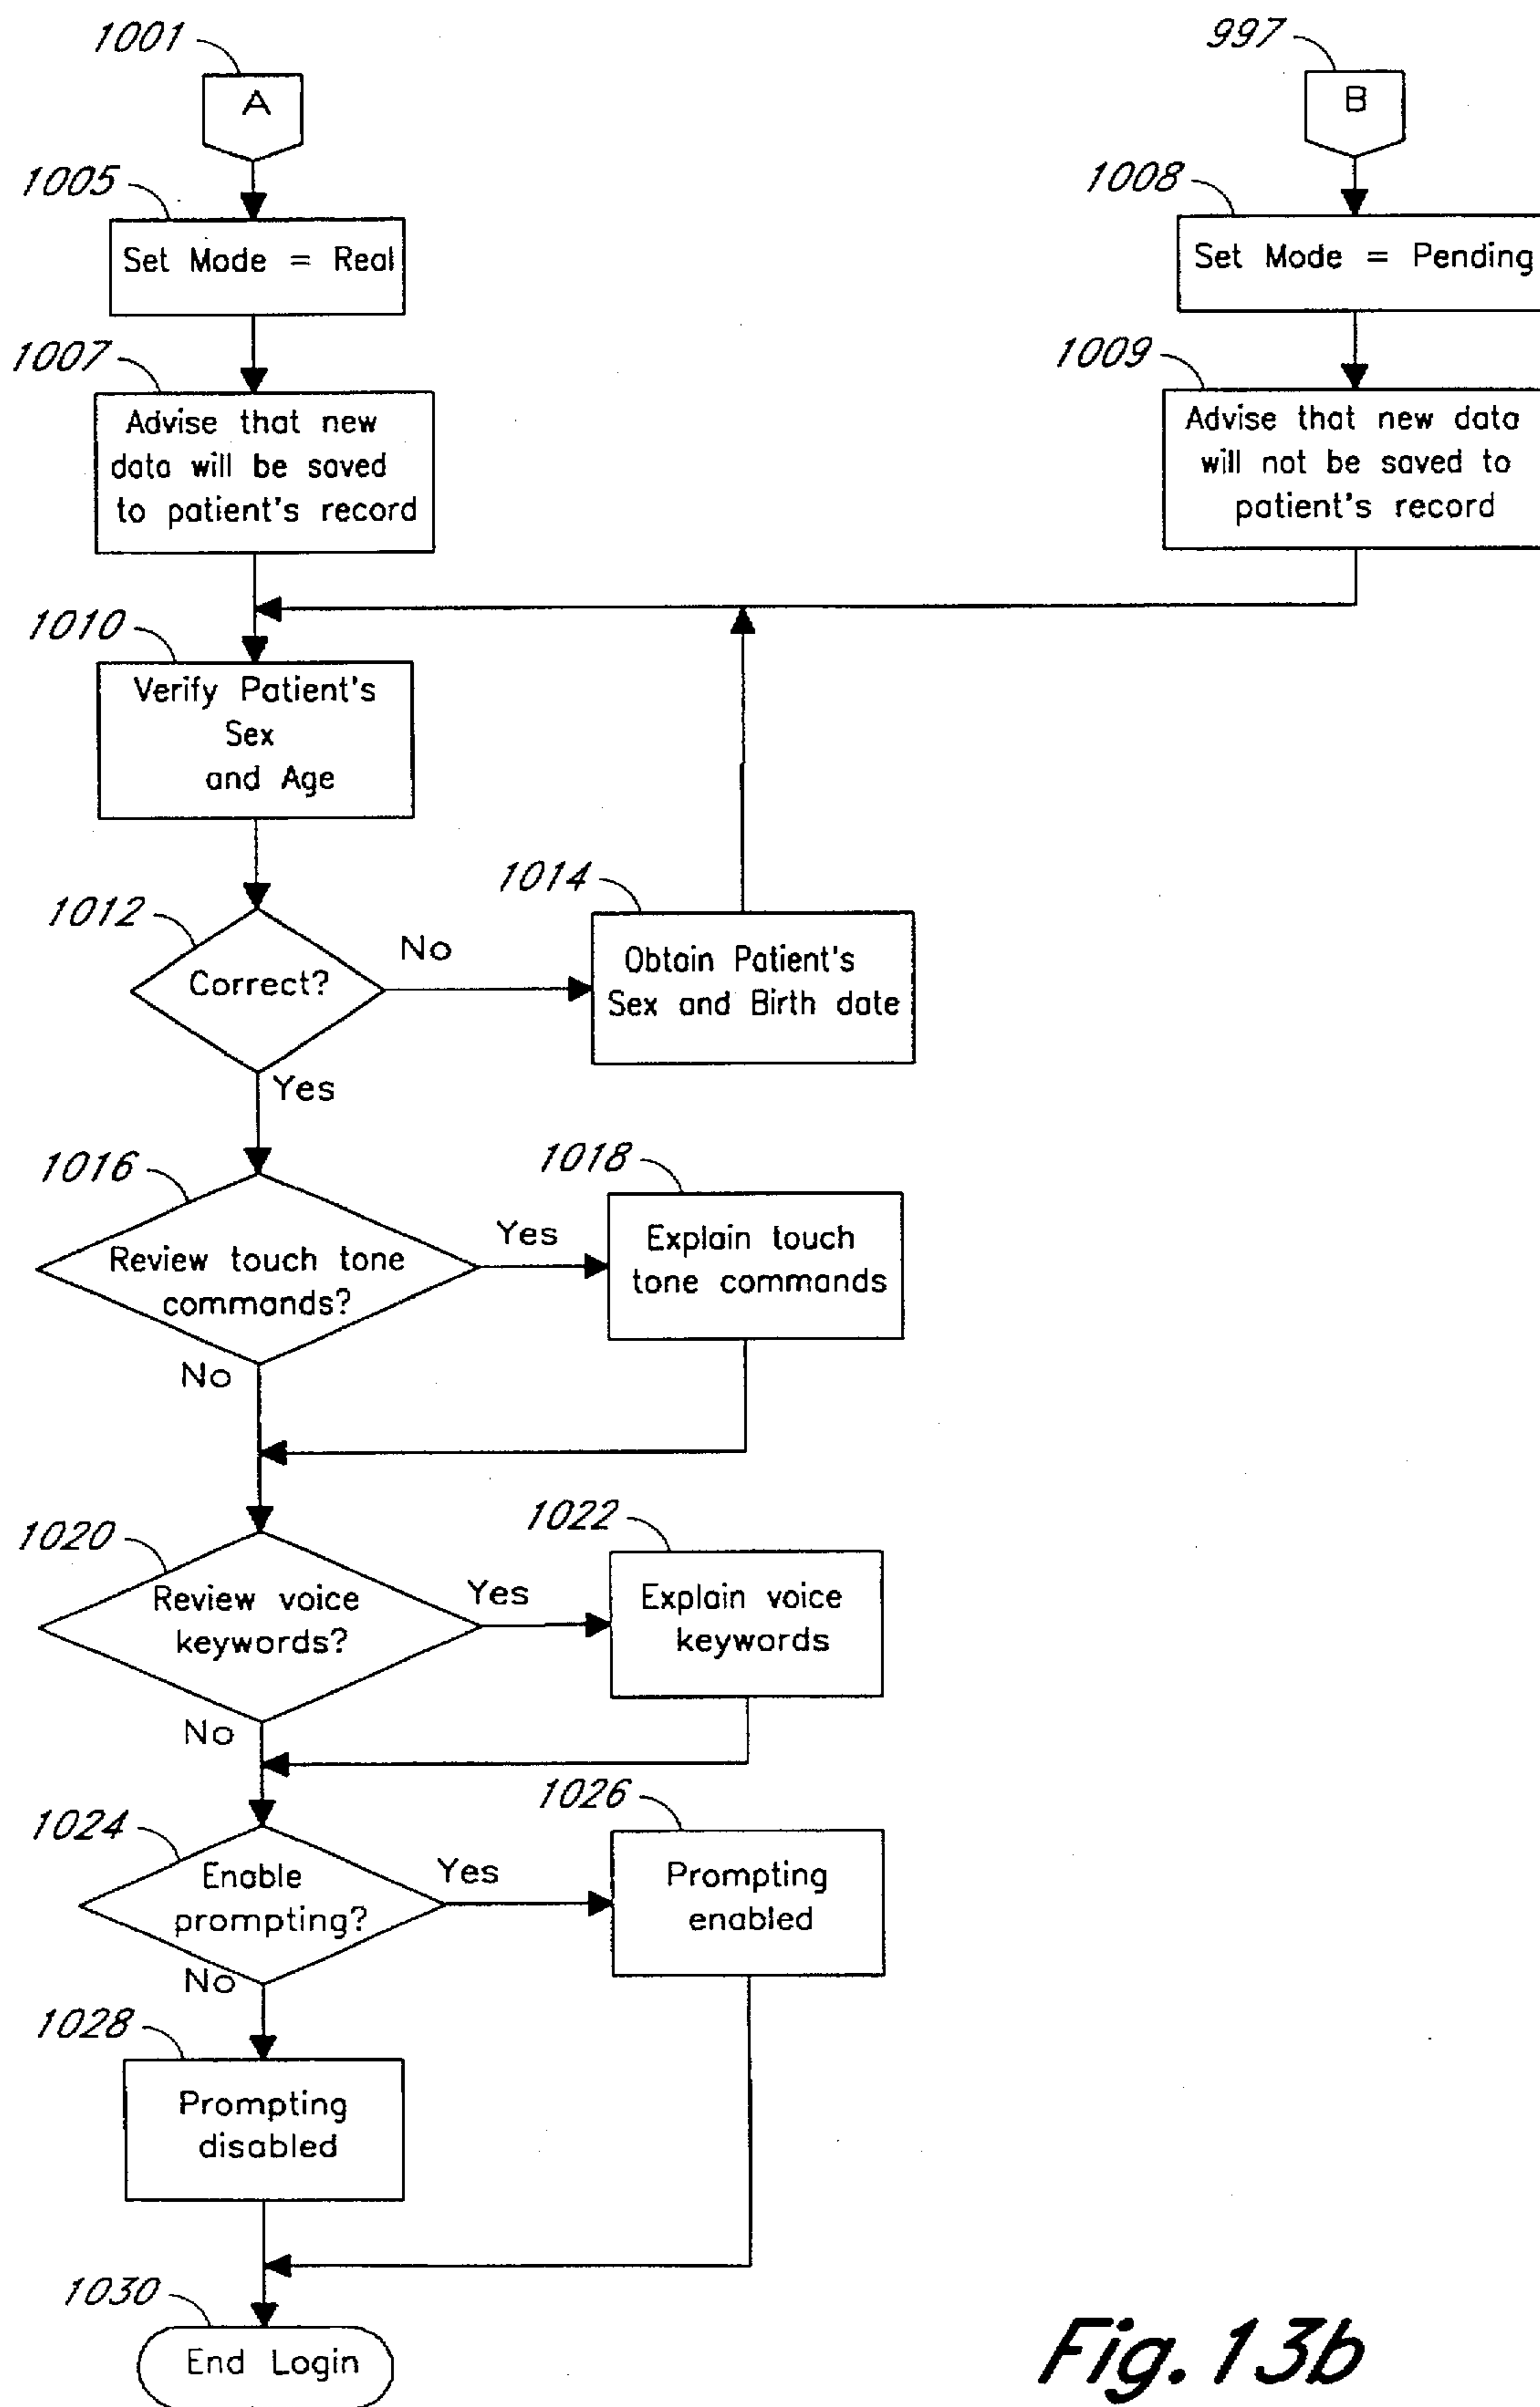 1001
A
997
B
1005
Set Mode = Real
1008
Set Mode = Pending
1007
Advise that new
data will be saved
to patient's record
1009
Advise that new data
will not be saved to
patient's record
1010
Verify Patient's
Sex
and Age
1012
Correct?
No
1014
Obtain Patient's
Sex and Birth date
Yes
1016
Review touch tone
commands?
Yes
1018
Explain touch
tone commands
No
1020
Review voice
keywords?
Yes
1022
Explain voice
keywords
No
1024
Enable
prompting?
Yes
1026
Prompting
enabled
No
1028
Prompting
disabled
1030
End Login
Fig. 13b